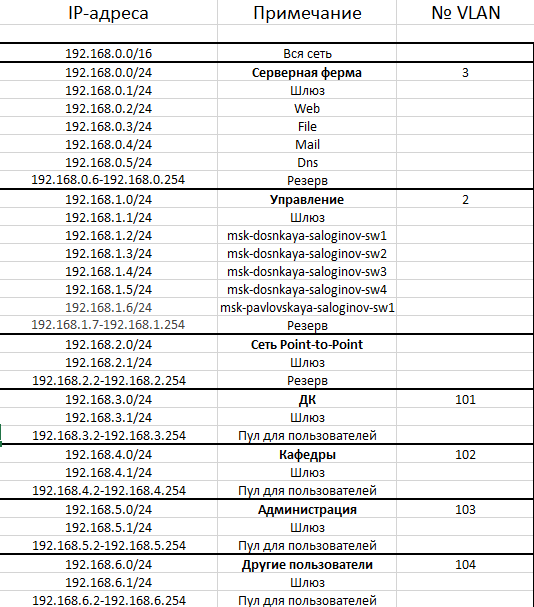 IP-адреса Примечание № VLAN
192.168.0.0/16 Вся сеть
192.168.0.0/24 Серверная ферма 3
192.168.0.1/24 Шлюз
192.168.0.2/24 Web
192.168.0.3/24 File
192.168.0.4/24 Mail
192.168.0.5/24 Dns
192.168.0.6-192.168.0.254 Резерв
192.168.1.0/24 Управление 2
192.168.1.1/24 Шлюз
192.168.1.2/24 msk-dosnkaya-saloginov-sw1
192.168.1.3/24 msk-dosnkaya-saloginov-sw2
192.168.1.4/24 msk-dosnkaya-saloginov-sw3
192.168.1.5/24 msk-dosnkaya-saloginov-sw4
192.168.1.6/24 msk-pavlovskaya-saloginov-sw1
192.168.1.7-192.168.1.254 Резерв
192.168.2.0/24 Сеть Point-to-Point
192.168.2.1/24 Шлюз
192.168.2.2-192.168.2.254 Резерв
192.168.3.0/24 ДК 101
192.168.3.1/24 Шлюз
192.168.3.2-192.168.3.254 Пул для пользователей
192.168.4.0/24 Кафедры 102
192.168.4.1/24 Шлюз
192.168.4.2-192.168.4.254 Пул для пользователей
192.168.5.0/24 Администрация 103
192.168.5.1/24 Шлюз
192.168.5.2-192.168.5.254 Пул для пользователей
192.168.6.0/24 Другие пользователи 104
192.168.6.1/24 Шлюз
192.168.6.2-192.168.6.254 Пул для пользователей